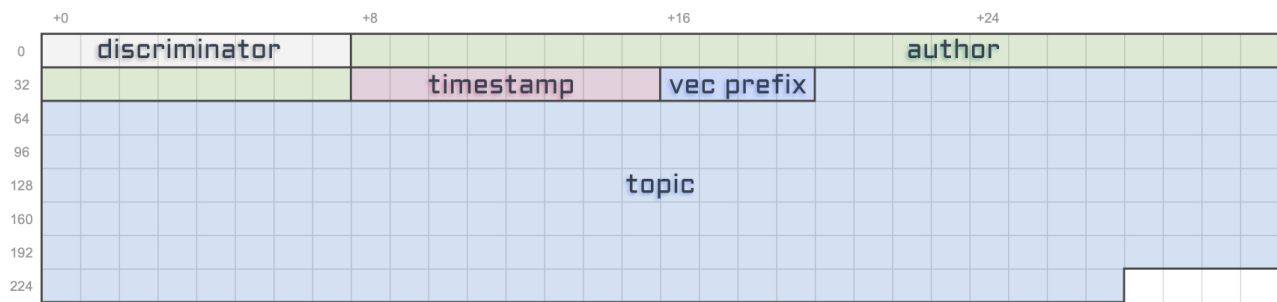 +0 +8 +16 +24
0 discriminator author
32 timestamp vec prefix
64
96
128 topic
160
192
224